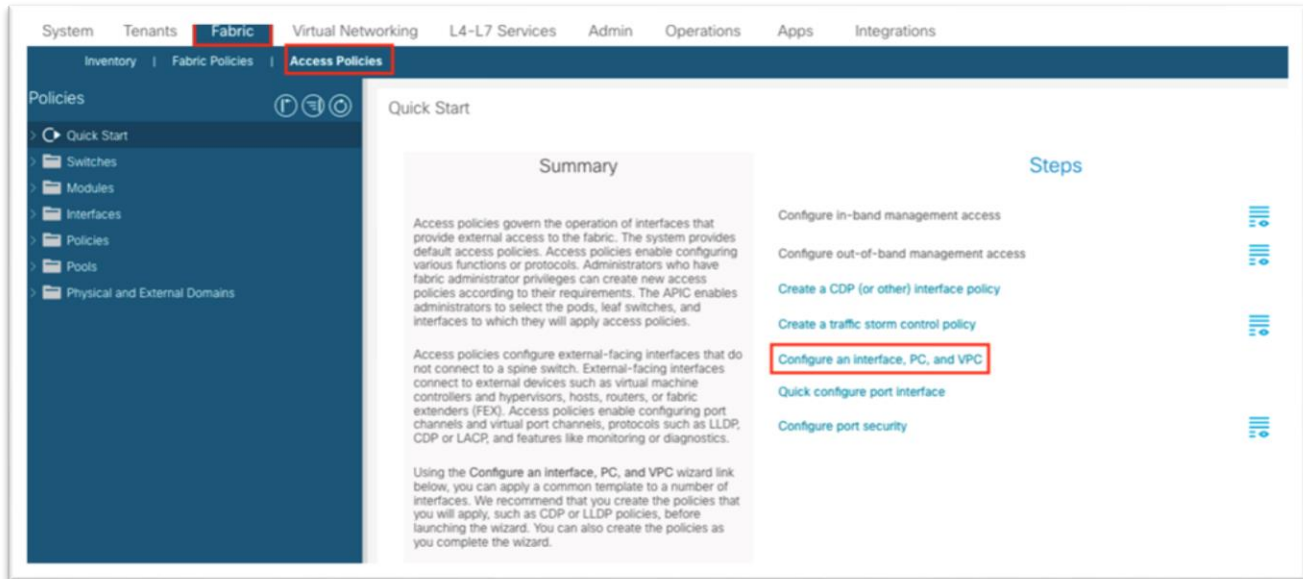 System Tenants Fabric Virtual Networking L4-L7 Services Admin Operations Apps Integrations
Inventory | Fabric Policies | Access Policies
Policies
Quick Start
Switches
Modules
Interfaces
Policies
Pools
Physical and External Domains
Quick Start
Summary
Access policies govern the operation of interfaces that
provide external access to the fabric. The system provides
default access policies. Access policies enable configuring
various functions or protocols. Administrators who have
fabric administrator privileges can create new access
policies according to their requirements. The APIC enables
administrators to select the pods, leaf switches, and
interfaces to which they will apply access policies.
Access policies configure external-facing interfaces that do
not connect to a spine switch. External-facing interfaces
connect to external devices such as virtual machine
controllers and hypervisors, hosts, routers, or fabric
extenders (FEX). Access policies enable configuring port
channels and virtual port channels, protocols such as LLDP,
CDP or LACP, and features like monitoring or diagnostics.
Using the Configure an interface, PC, and VPC wizard link
below, you can apply a common template to a number of
interfaces. We recommend that you create the policies that
you will apply, such as CDP or LLDP policies, before
launching the wizard. You can also create the policies as
you complete the wizard.
Steps
Configure in-band management access
Configure out-of-band management access
Create a CDP (or other) interface policy
Create a traffic storm control policy
Configure an interface, PC, and VPC
Quick configure port interface
Configure port security